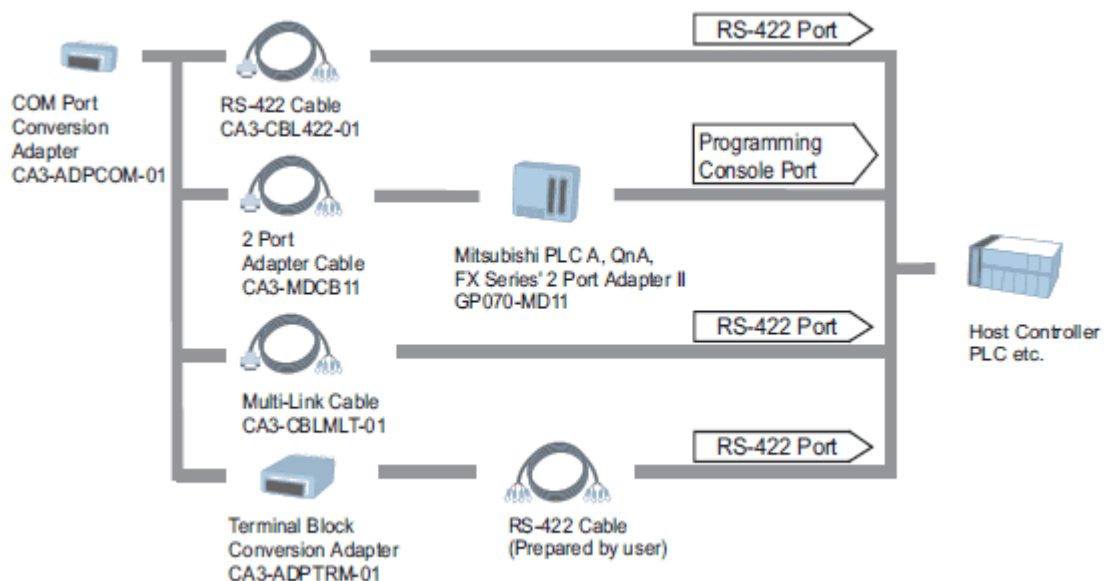 RS-422 Port
COM Port
Conversion
Adapter
CA3-ADPCOM-01
RS-422 Cable
CA3-CBL422-01
Programming
Console Port
2 Port
Adapter Cable
CA3-MDCB11
Mitsubishi PLC A, QnA,
FX Series' 2 Port Adapter II
GP070-MD11
RS-422 Port
Host Controller
PLC etc.
Multi-Link Cable
CA3-CBLMLT-01
RS-422 Port
Terminal Block
Conversion Adapter
CA3-ADPTRM-01
RS-422 Cable
(Prepared by user)